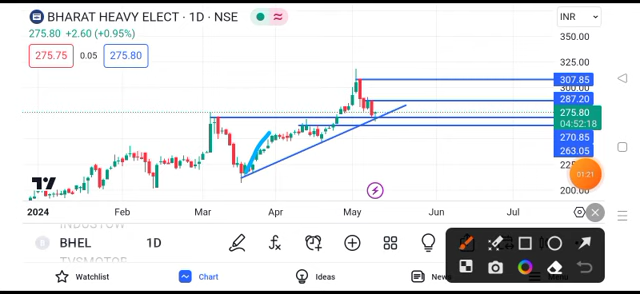 BHARAT HEAVY ELECT · 1D · NSE
INR
275.80 +2.60 (+0.95%)
275.75 0.05 275.80
350.00
325.00
307.85
300.00
287.20
275.80
04:52:18
270.85
263.05
200.00
01:21
2024 Feb Mar Apr May Jun Jul
BHEL 1D
TVSMOTOR
Watchlist Chart Ideas News Menu